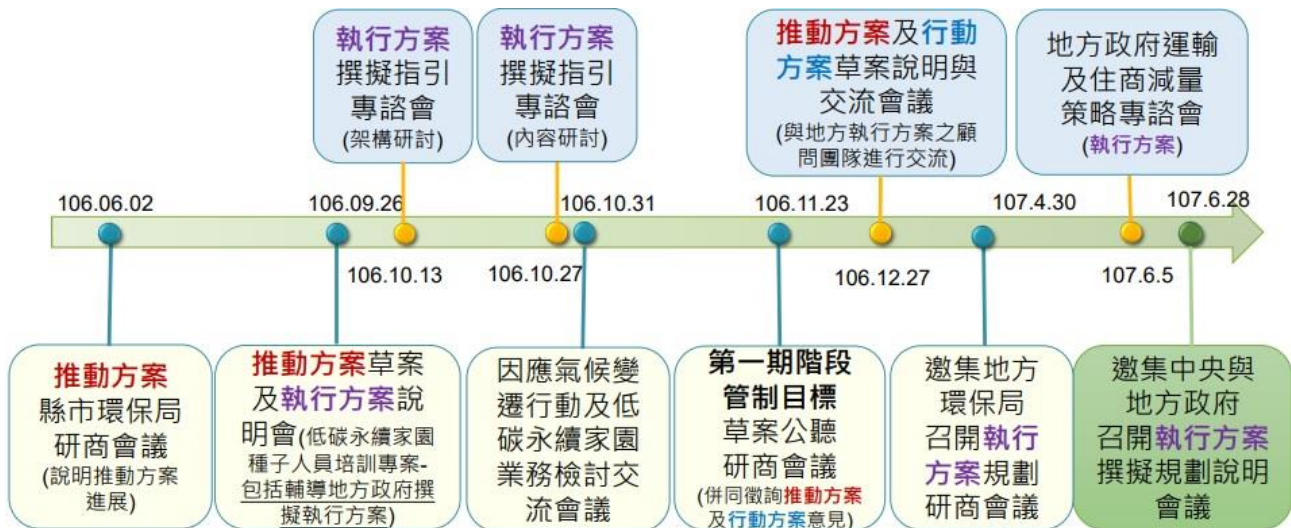 執行方案
撰擬指引
專諮會
(架構研討)
執行方案
撰擬指引
專諮會
(內容研討)
推動方案及行動
方案草案說明與
交流會議
(與地方執行方案之顧
問團隊進行交流)
地方政府運輸
及住商減量
策略專諮會
(執行方案)
106.06.02
106.09.26
106.10.31
106.11.23
107.4.30
107.6.28
106.10.13
106.10.27
106.12.27
107.6.5
推動方案
縣市環保局
研商會議
(說明推動方案
進展)
推動方案草案
及執行方案說
明會(低碳永續家園
種子人員培訓專案-
包括輔導地方政府撰
擬執行方案)
因應氣候變
遷行動及低
碳永續家園
業務檢討交
流會議
第一期階段
管制目標
草案公聽
研商會議
(併同徵詢推動方案
及行動方案意見)
邀集地方
環保局
召開執行
方案規劃
研商會議
邀集中央與
地方政府
召開執行方案
撰擬規劃說明
會議